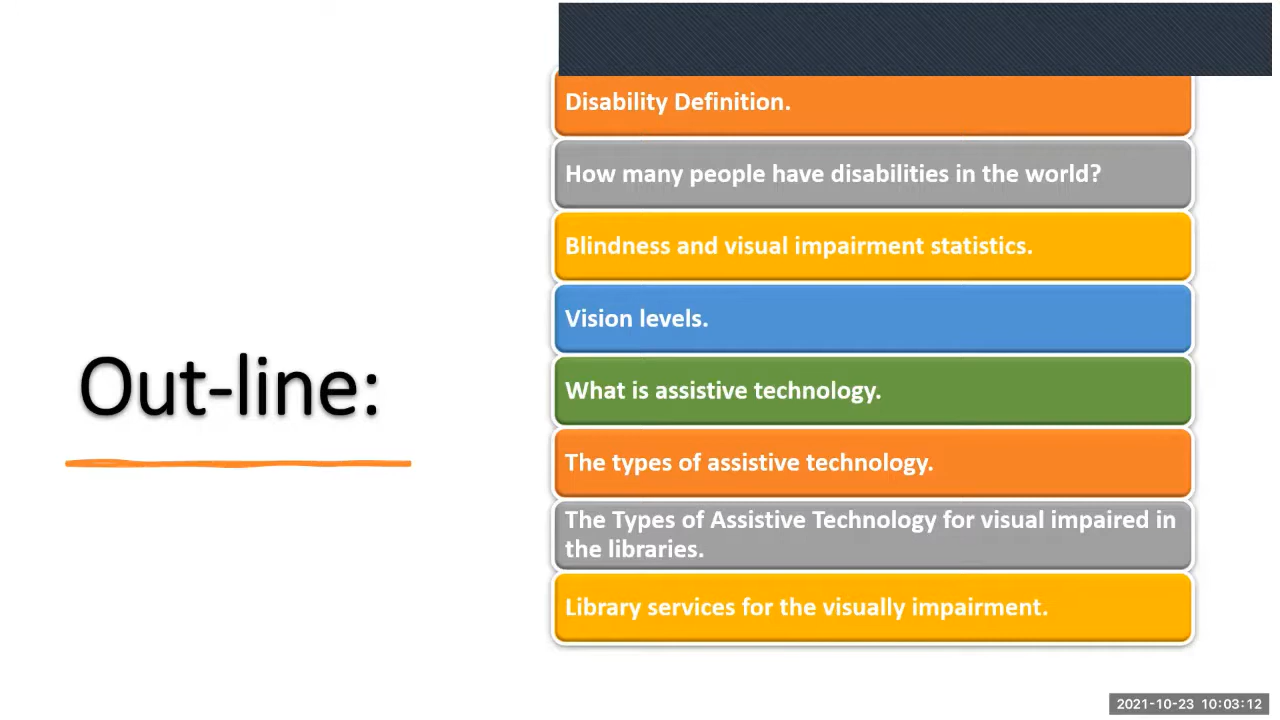 Out-line:
Disability Definition.
How many people have disabilities in the world?
Blindness and visual impairment statistics.
Vision levels.
What is assistive technology.
The types of assistive technology.
The Types of Assistive Technology for visual impaired in
the libraries.
Library services for the visually impairment.
2021-10-23 10:03:12